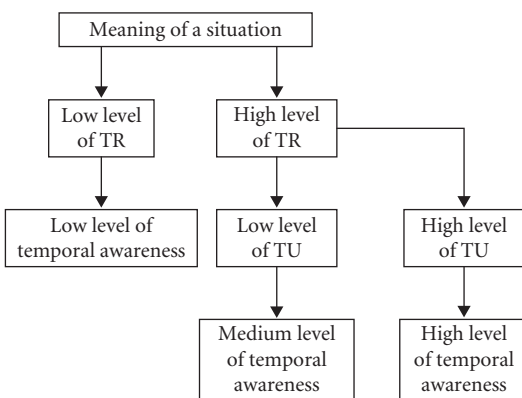 Meaning of a situation
Low level
of TR
High level
of TR
Low level of
temporal awareness
Low level
of TU
High level
of TU
Medium level
of temporal
awareness
High level
of temporal
awareness